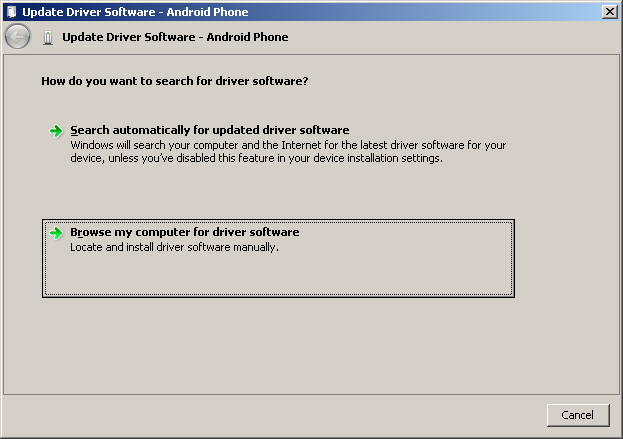 Update Driver Software - Android Phone
Update Driver Software - Android Phone
How do you want to search for driver software?
Search automatically for updated driver software
Windows will search your computer and the Internet for the latest driver software for your
device, unless you've disabled this feature in your device installation settings.
Browse my computer for driver software
Locate and install driver software manually.
Cancel